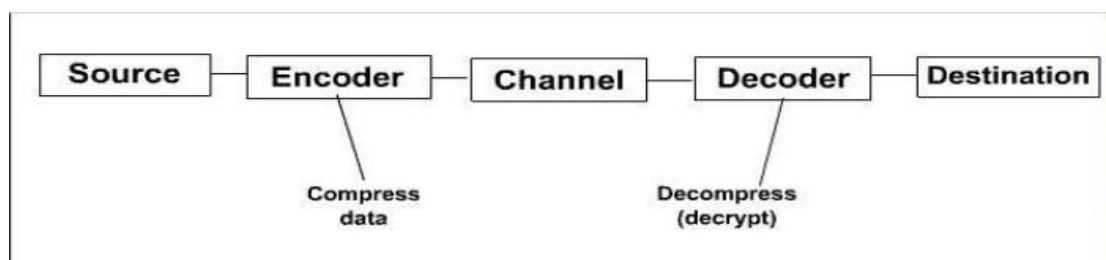 Source
Encoder
Channel
Decoder
Destination
Compress
data
Decompress
(decrypt)